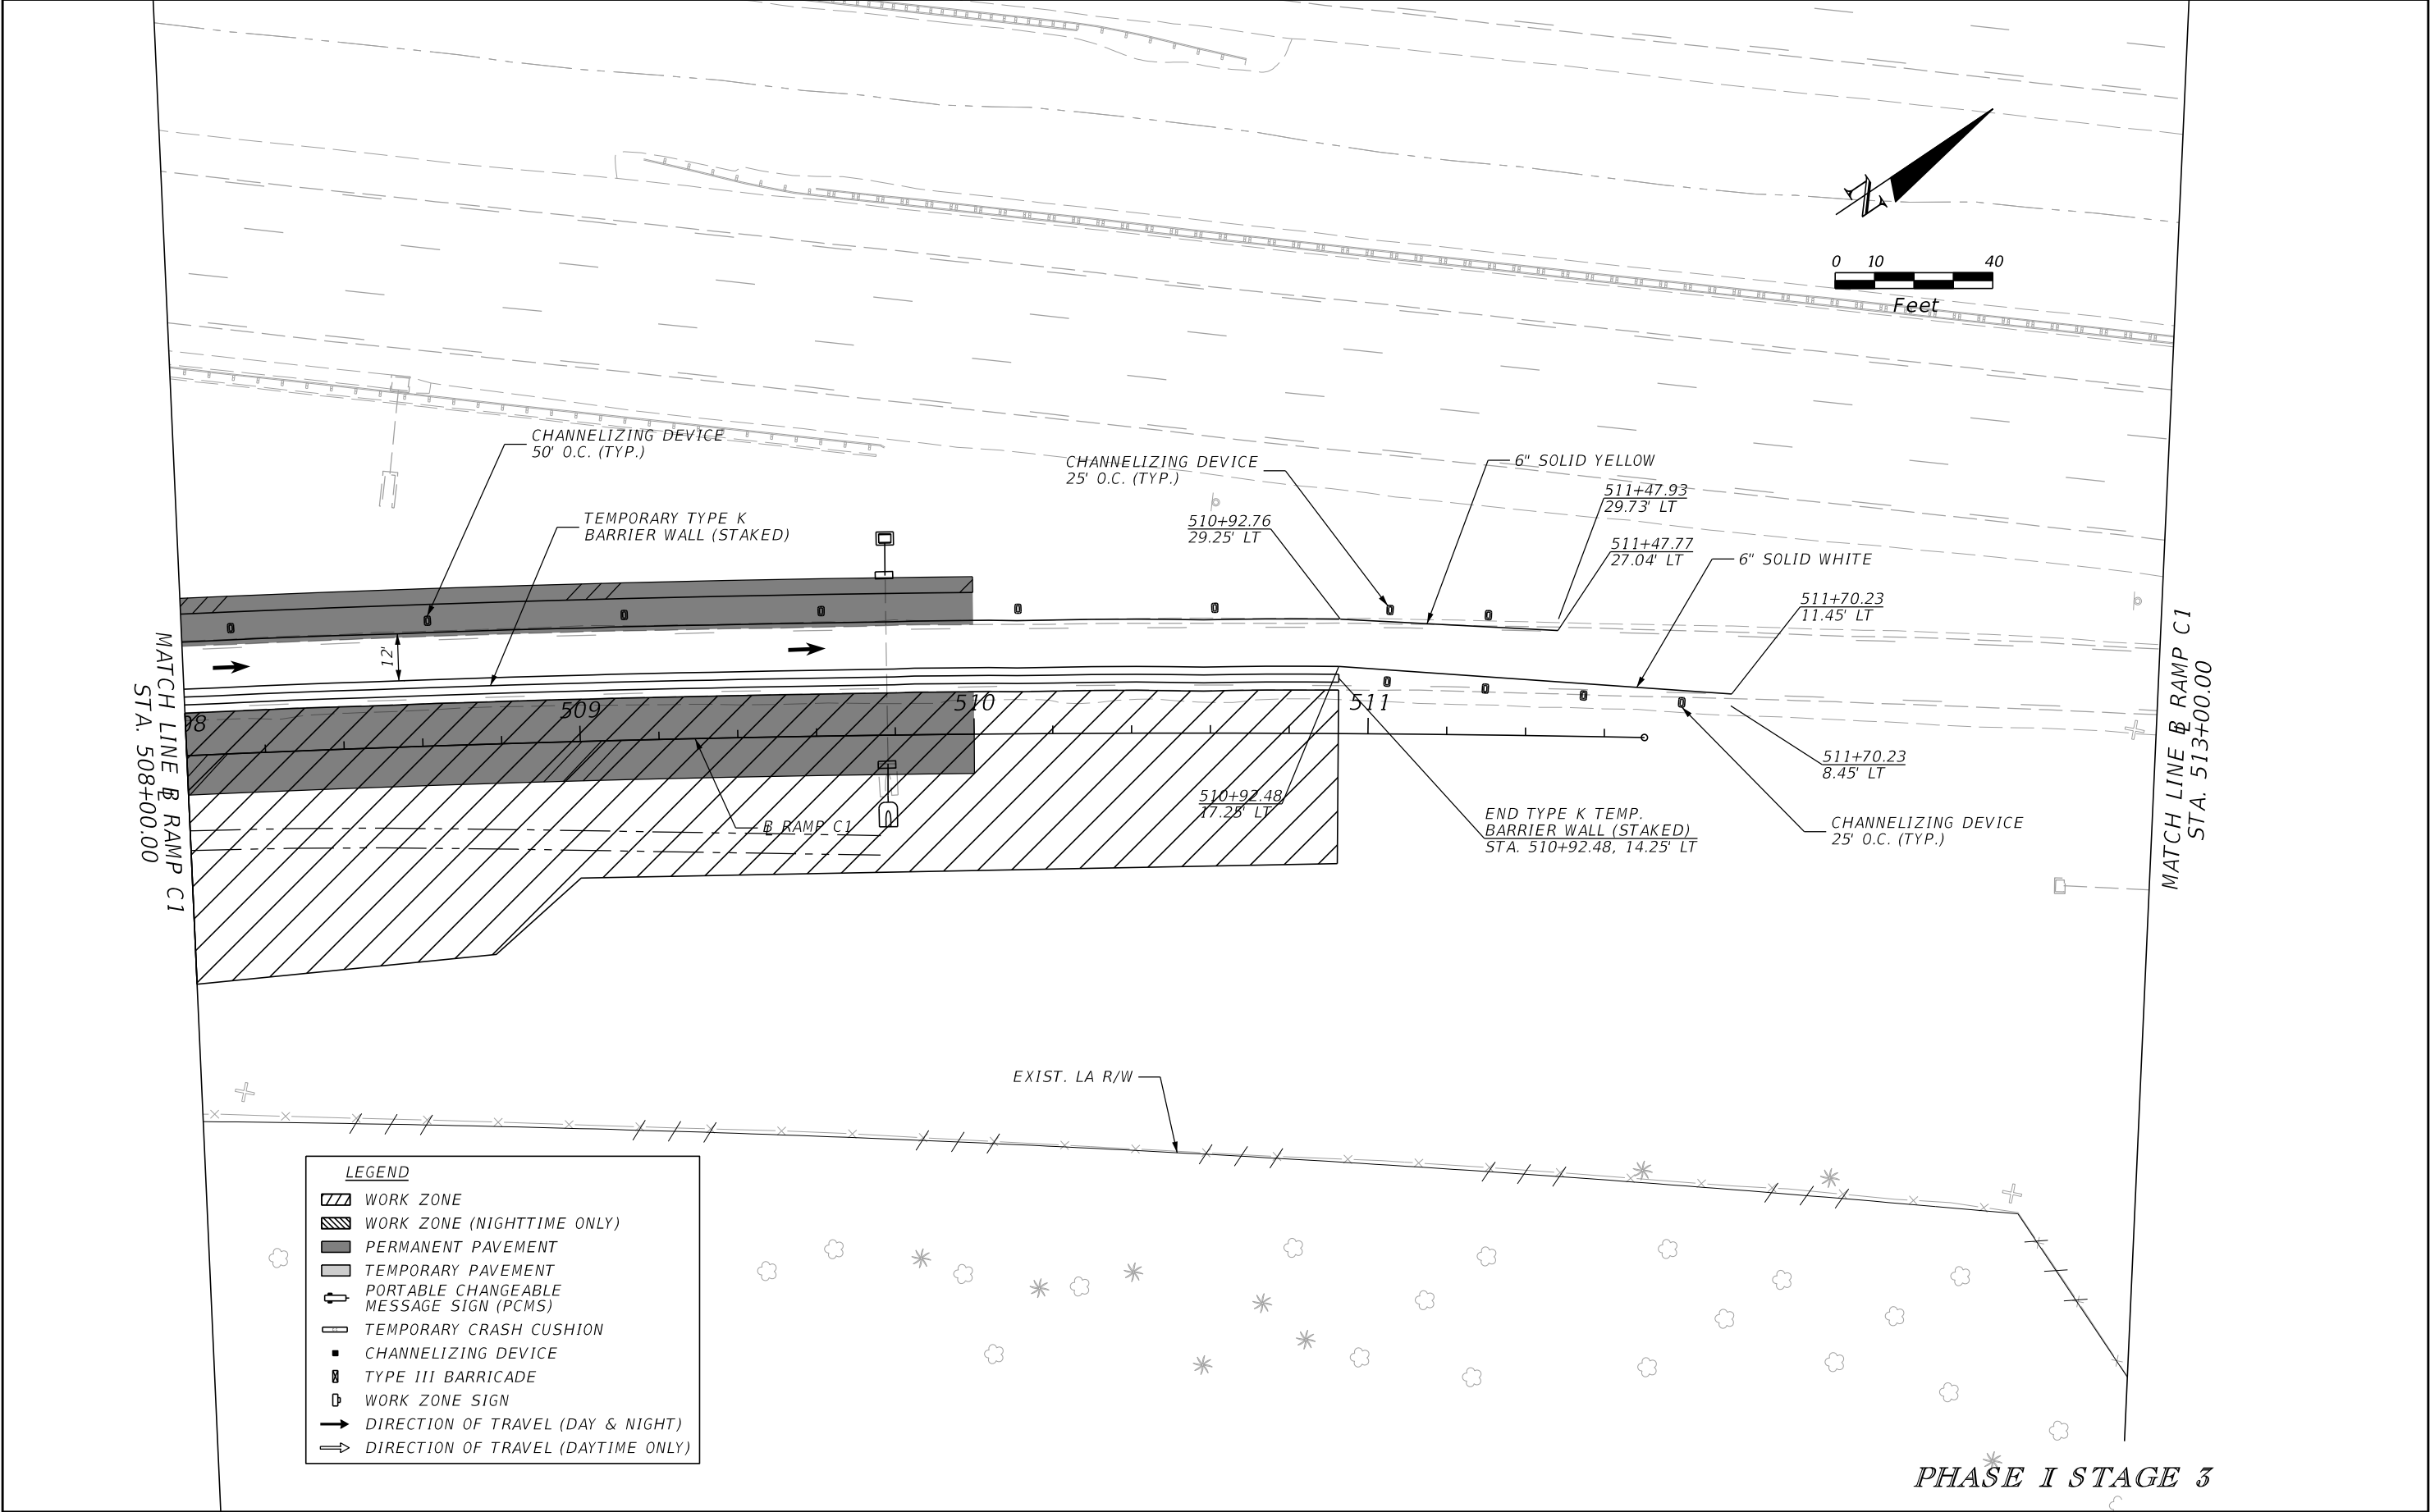 N
0 10 40
Feet
CHANNELIZING DEVICE
50' O.C. (TYP.)
CHANNELIZING DEVICE
25' O.C. (TYP.)
6" SOLID YELLOW
511+47.93
29.73' LT
TEMPORARY TYPE K
BARRIER WALL (STAKED)
510+92.76
29.25' LT
511+47.77
27.04' LT
6" SOLID WHITE
511+70.23
11.45' LT
12'
MATCH LINE B RAMP C1
STA. 508+00.00
509
510
511
MATCH LINE B RAMP C1
STA. 513+00.00
511+70.23
8.45' LT
510+92.48
17.25' LT
END TYPE K TEMP.
BARRIER WALL (STAKED)
STA. 510+92.48, 14.25' LT
CHANNELIZING DEVICE
25' O.C. (TYP.)
B RAMP C1
EXIST. LA R/W
LEGEND
WORK ZONE
WORK ZONE (NIGHTTIME ONLY)
PERMANENT PAVEMENT
TEMPORARY PAVEMENT
PORTABLE CHANGEABLE
MESSAGE SIGN (PCMS)
TEMPORARY CRASH CUSHION
CHANNELIZING DEVICE
TYPE III BARRICADE
WORK ZONE SIGN
DIRECTION OF TRAVEL (DAY & NIGHT)
DIRECTION OF TRAVEL (DAYTIME ONLY)
PHASE I STAGE 3